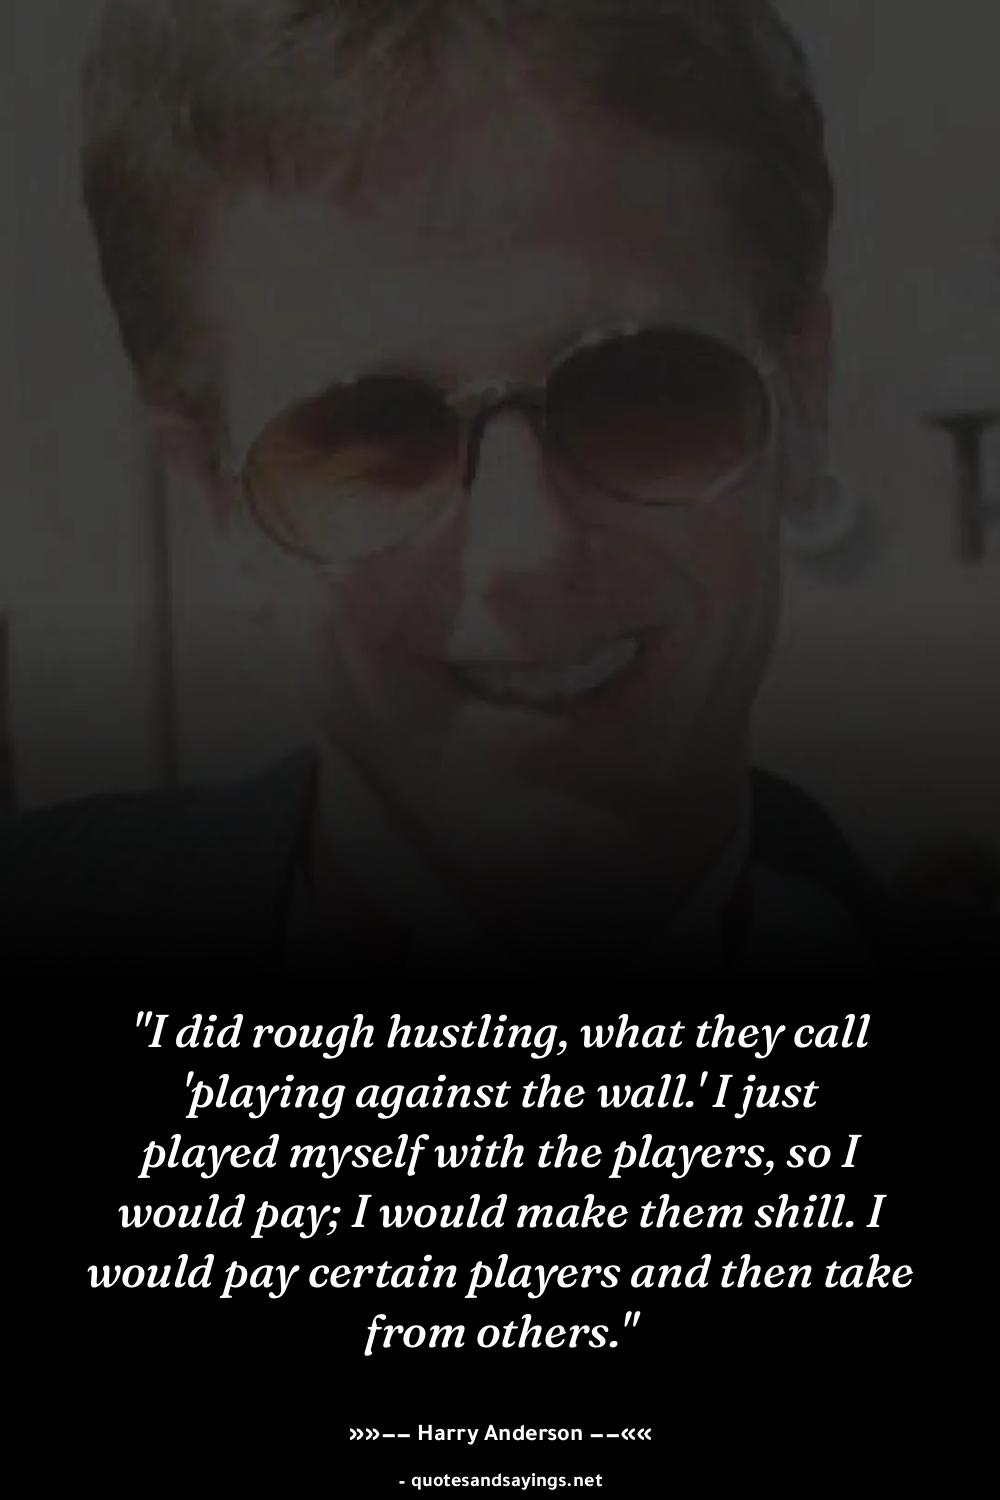 "I did rough hustling, what they call
'playing against the wall.' I just
played myself with the players, so I
would pay; I would make them shill. I
would pay certain players and then take
from others."
»»−− Harry Anderson −−««
- quotesandsayings.net